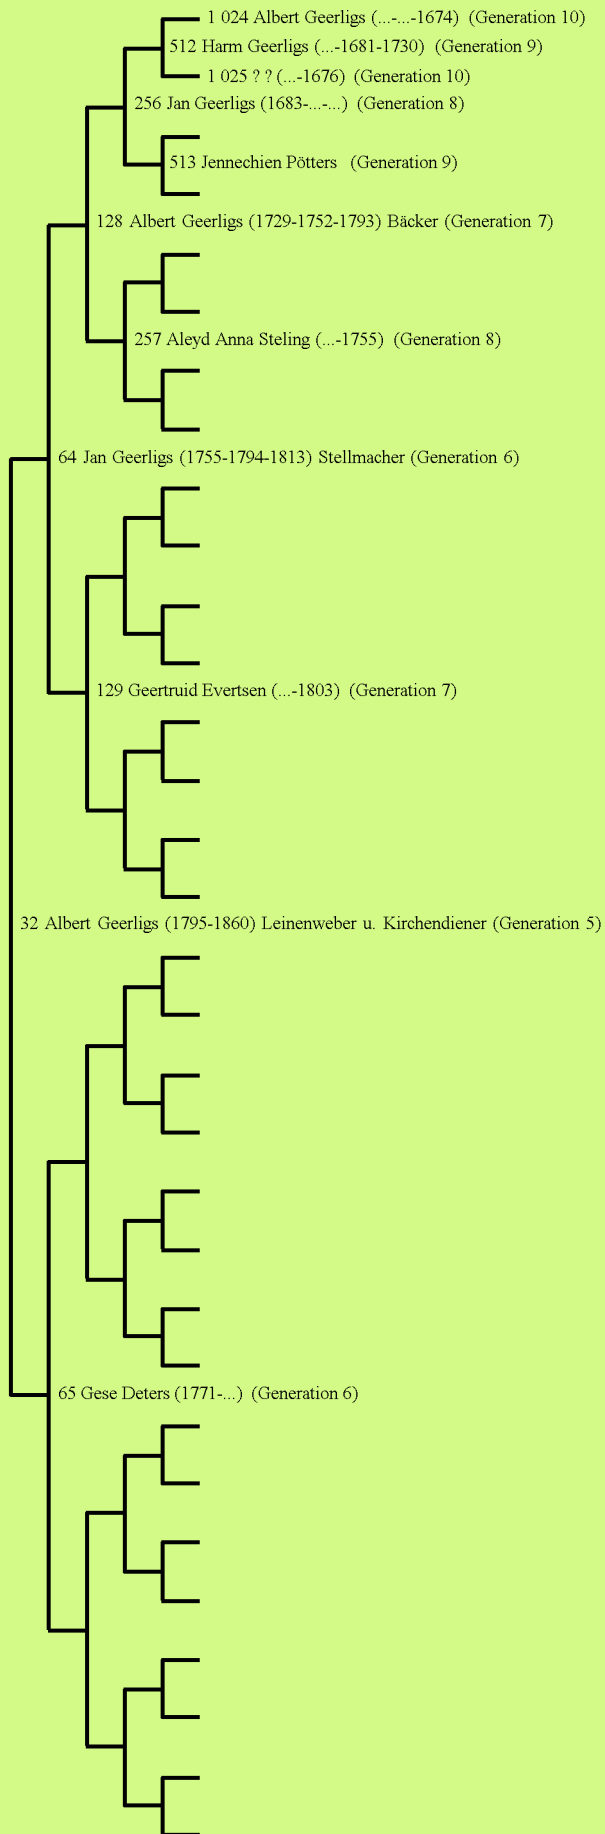 1 024 Albert Geerligs (...-...-1674) (Generation 10)
512 Harm Geerligs (...-1681-1730) (Generation 9)
1 025 ? ? (...-1676) (Generation 10)
256 Jan Geerligs (1683-...-...) (Generation 8)
513 Jennechien Pötters (Generation 9)
128 Albert Geerligs (1729-1752-1793) Bäcker (Generation 7)
257 Aleyd Anna Steling (...-1755) (Generation 8)
64 Jan Geerligs (1755-1794-1813) Stellmacher (Generation 6)
129 Geertruid Evertsen (...-1803) (Generation 7)
32 Albert Geerligs (1795-1860) Leinenweber u. Kirchendiener (Generation 5)
65 Gese Deters (1771-...) (Generation 6)